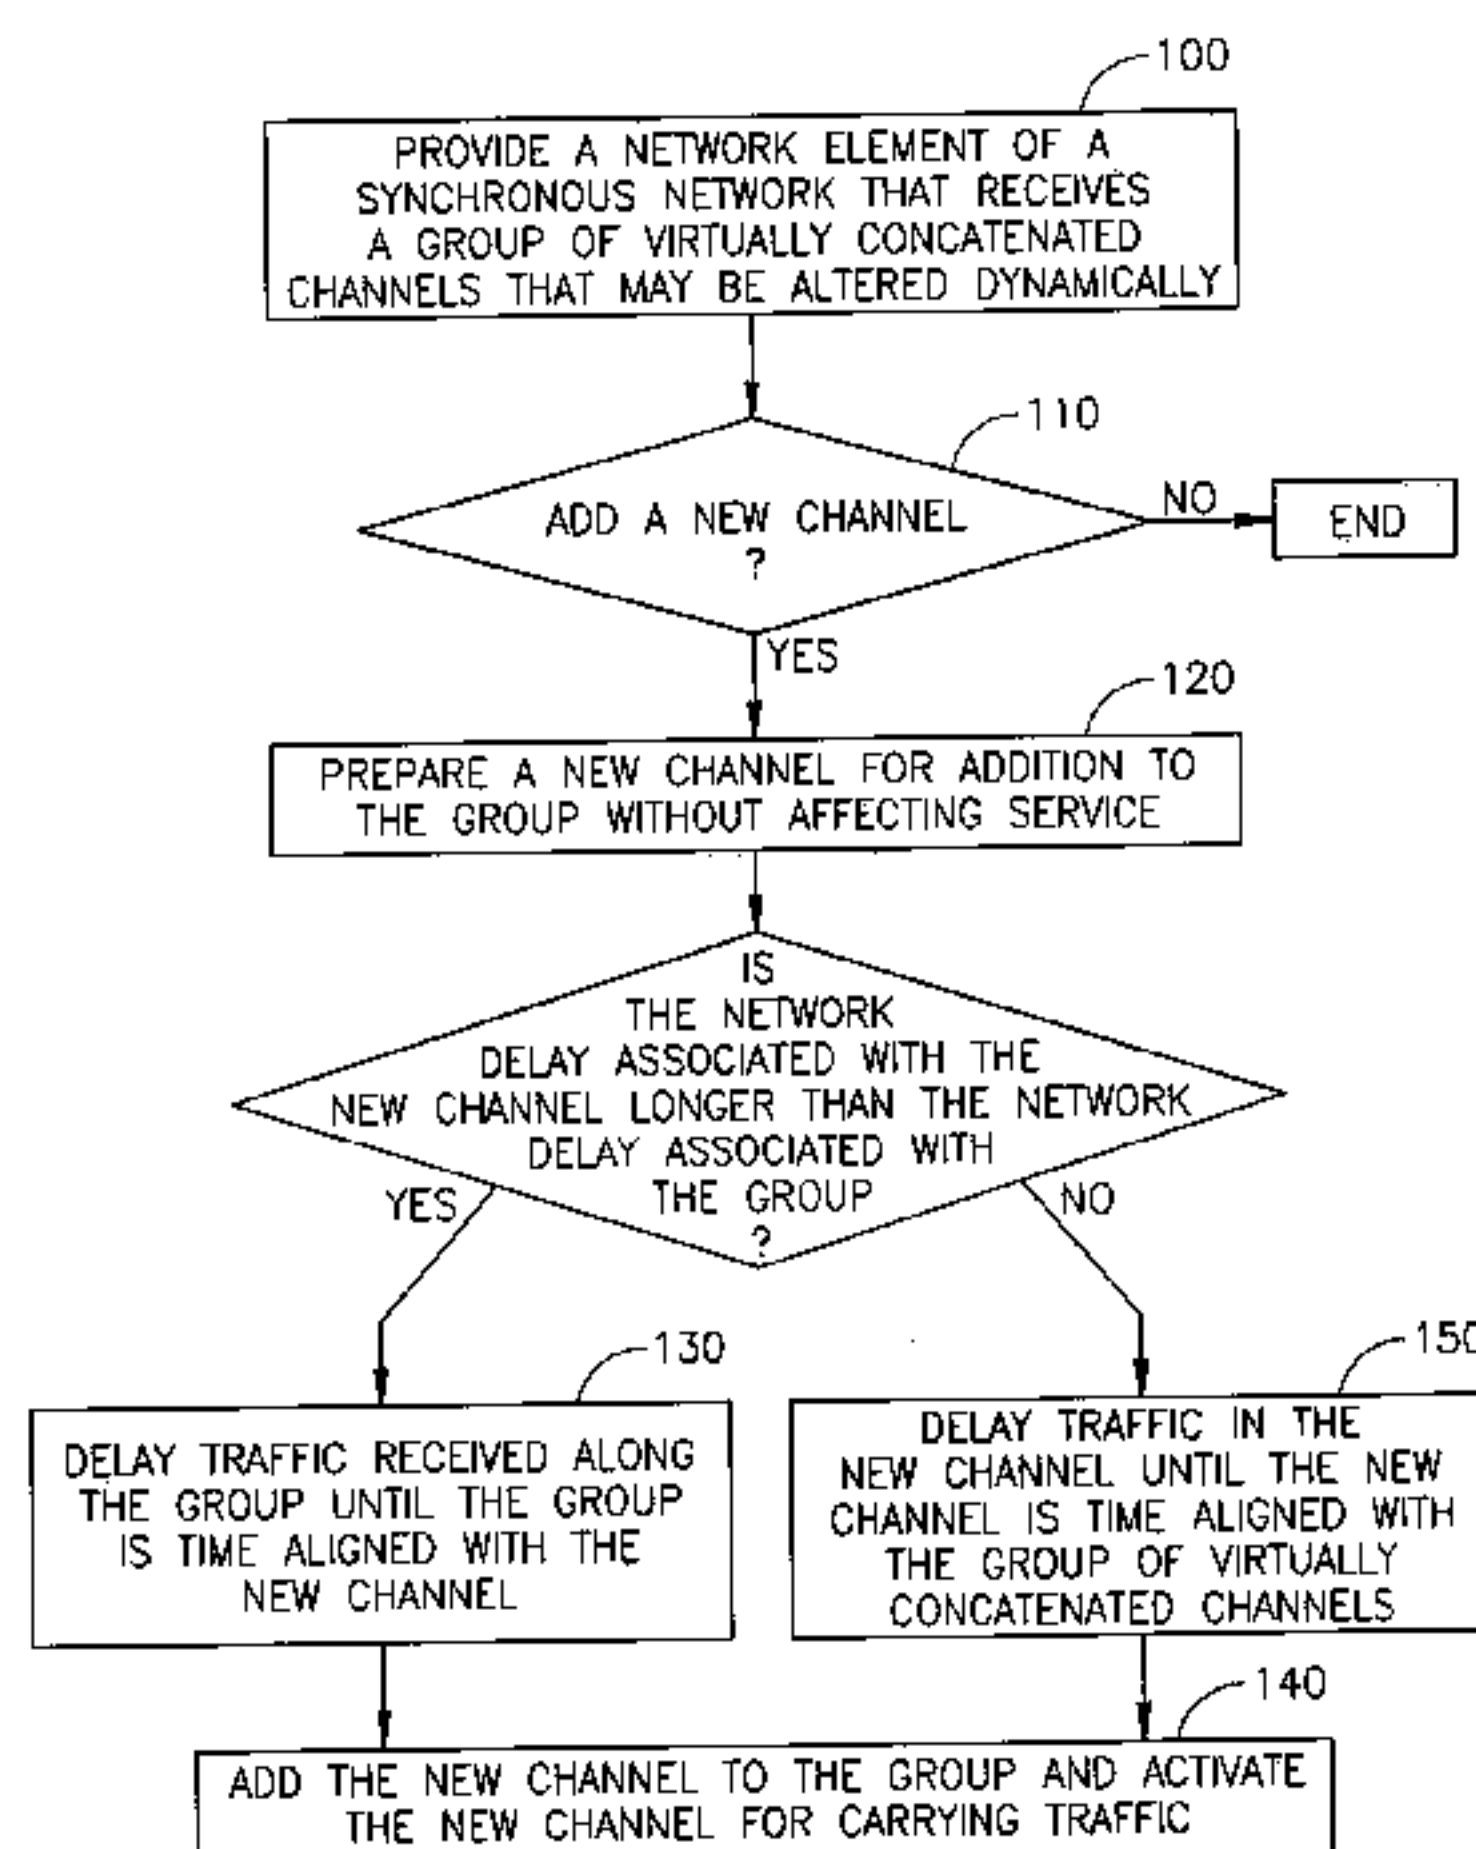 100
PROVIDE A NETWORK ELEMENT OF A
SYNCHRONOUS NETWORK THAT RECEIVES
A GROUP OF VIRTUALLY CONCATENATED
CHANNELS THAT MAY BE ALTERED DYNAMICALLY
110
ADD A NEW CHANNEL
?
NO
END
YES
120
PREPARE A NEW CHANNEL FOR ADDITION TO
THE GROUP WITHOUT AFFECTING SERVICE
IS
THE NETWORK
DELAY ASSOCIATED WITH THE
NEW CHANNEL LONGER THAN THE NETWORK
DELAY ASSOCIATED WITH
THE GROUP
?
YES
NO
130
DELAY TRAFFIC RECEIVED ALONG
THE GROUP UNTIL THE GROUP
IS TIME ALIGNED WITH THE
NEW CHANNEL
150
DELAY TRAFFIC IN THE
NEW CHANNEL UNTIL THE NEW
CHANNEL IS TIME ALIGNED WITH
THE GROUP OF VIRTUALLY
CONCATENATED CHANNELS
140
ADD THE NEW CHANNEL TO THE GROUP AND ACTIVATE
THE NEW CHANNEL FOR CARRYING TRAFFIC